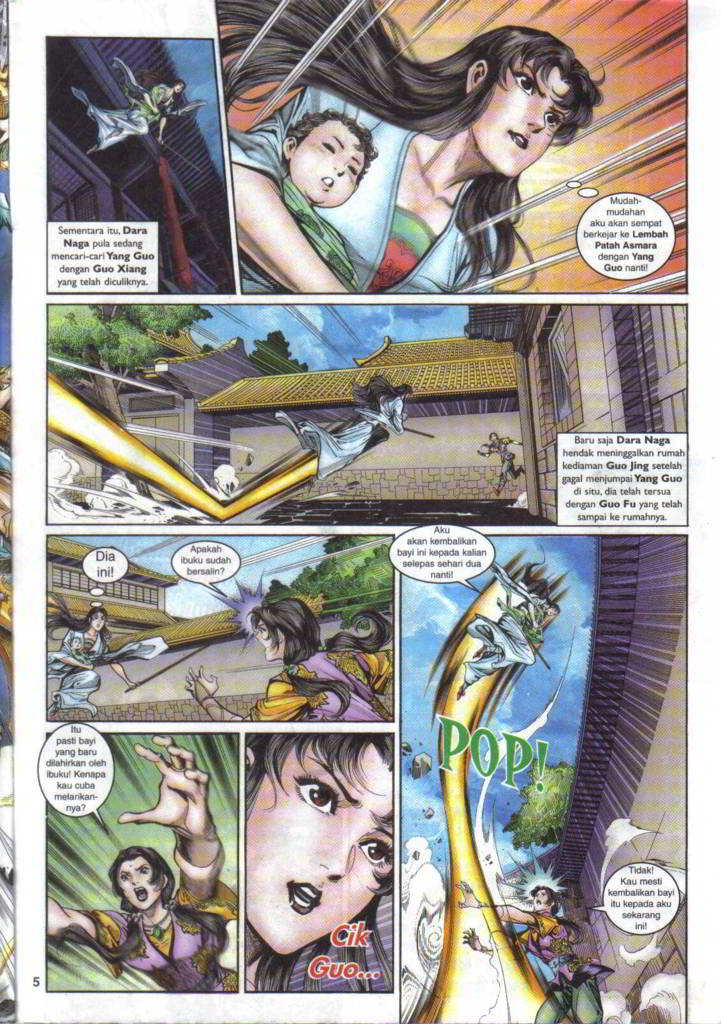 Sementara itu, Dara
Naga pula sedang
mencari-cari Yang Guo
dengan Guo Xiang
yang telah diculiknya.
Mudah-
mudahan
aku akan sempat
berkejar ke Lembah
Patah Asmara
dengan Yang
Guo nanti!
Baru saja Dara Naga
hendak meninggalkan rumah
kediaman Guo Jing setelah
gagal menjumpai Yang Guo
di situ, dia telah tersua
dengan Guo Fu yang telah
sampai ke rumahnya.
Dia
ini!
Apakah
ibuku sudah
bersalin?
Aku
akan kembalikan
bayi ini kepada kalian
selepas sehari dua
nanti!
POP!
Itu
pasti bayi
yang baru
dilahirkan oleh
ibuku! Kenapa
kau cuba
melarikan-
nya?
Cik
Guo...
Tidak!
Kau mesti
kembalikan bayi
itu kepada aku
sekarang
ini!
5